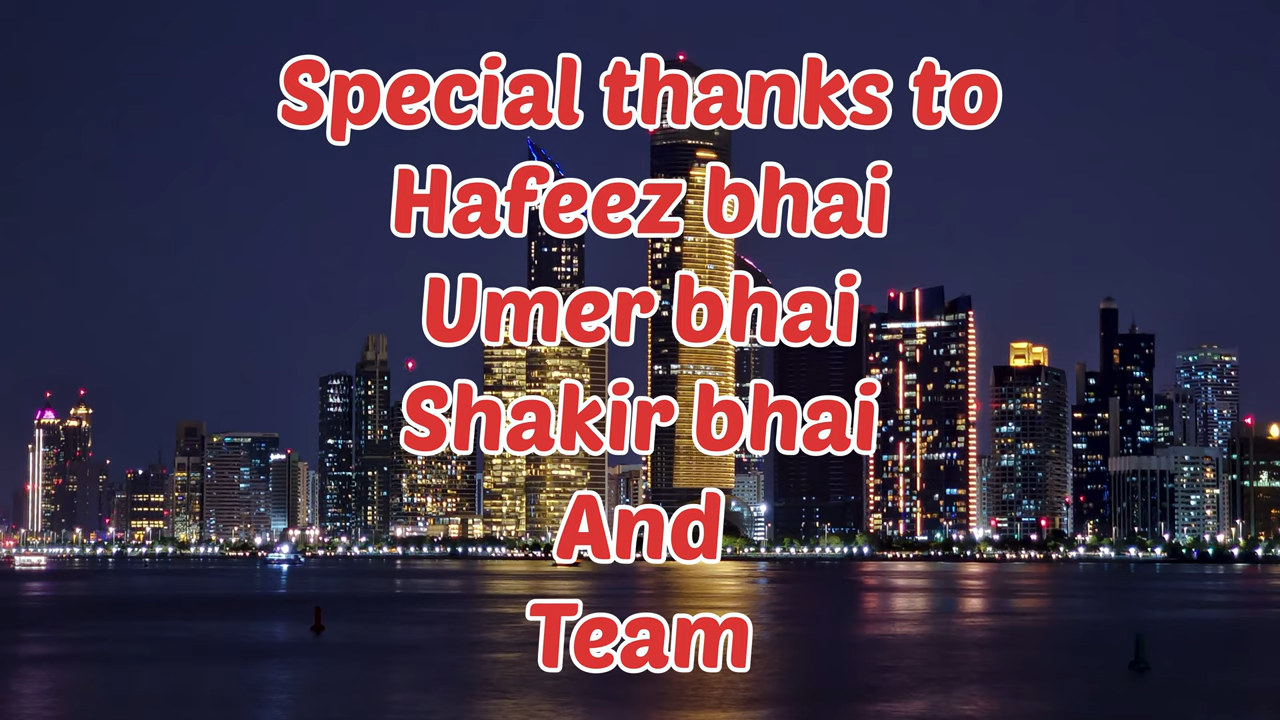 Special thanks to
Hafeez bhai
Umer bhai
Shakir bhai
And
Team